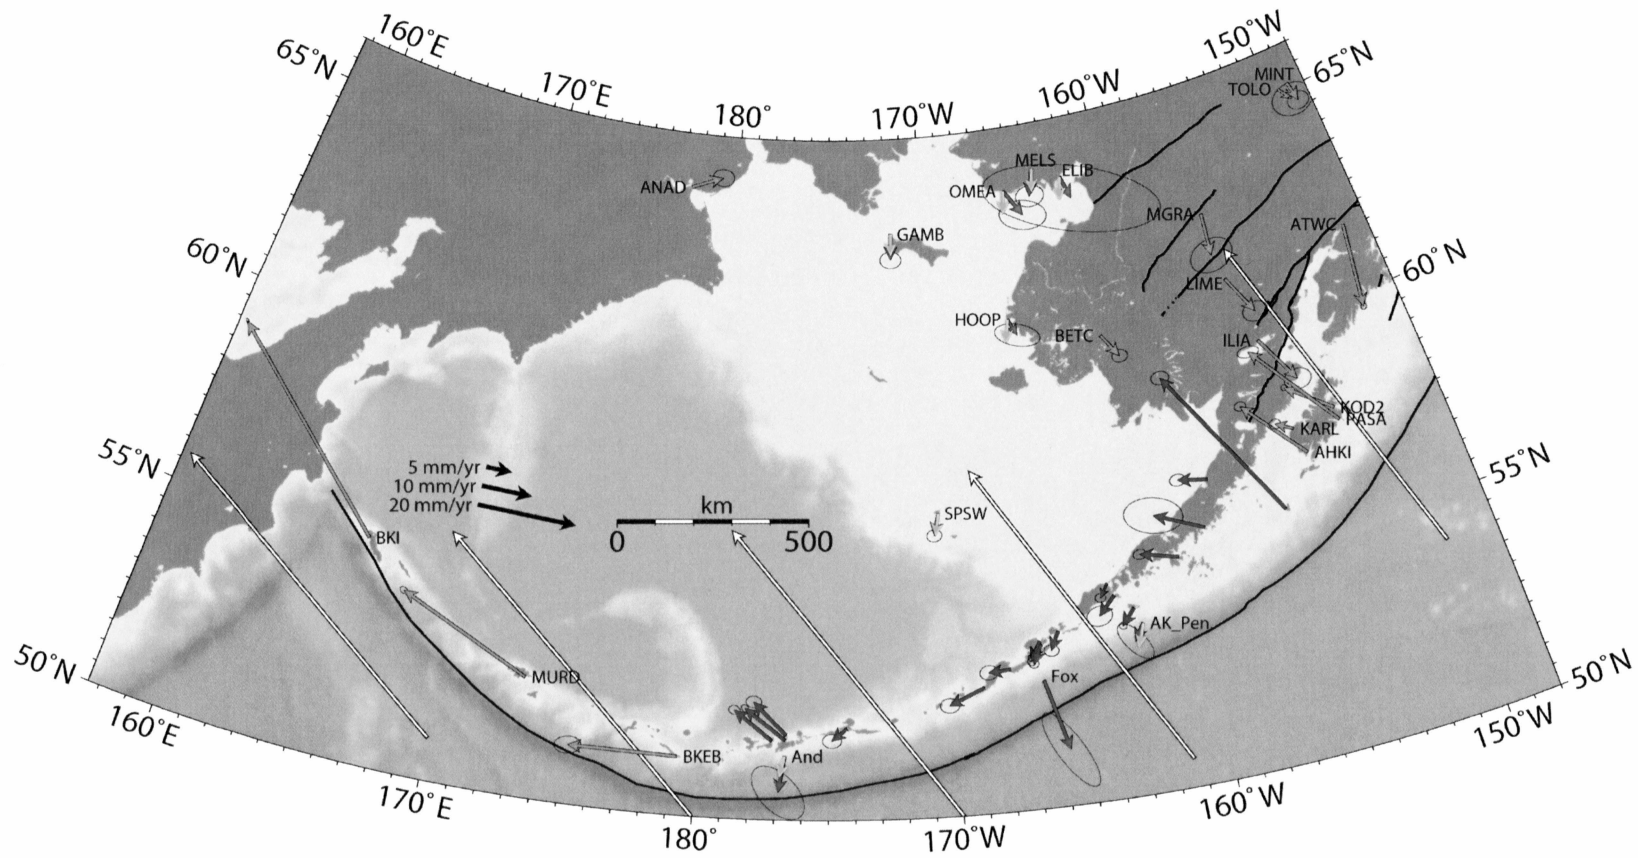 160°E
150°W
65°N
65°N
170°E
180°
170°W
160°W
MINT
TOLO
MELS
ELIB
ANAD
OMEA
MGRA
ATWC
GAMB
60°N
60°N
LIME
HOOP
BETC
ILIA
KOD2
PASA
KARL
AHKI
55°N
55°N
5 mm/yr
10 mm/yr
20 mm/yr
km
0
500
SPSW
BKI
AK_Pen
MURD
Fox
BKEB
And
50°N
50°N
160°E
150°W
170°E
160°W
180°
170°W